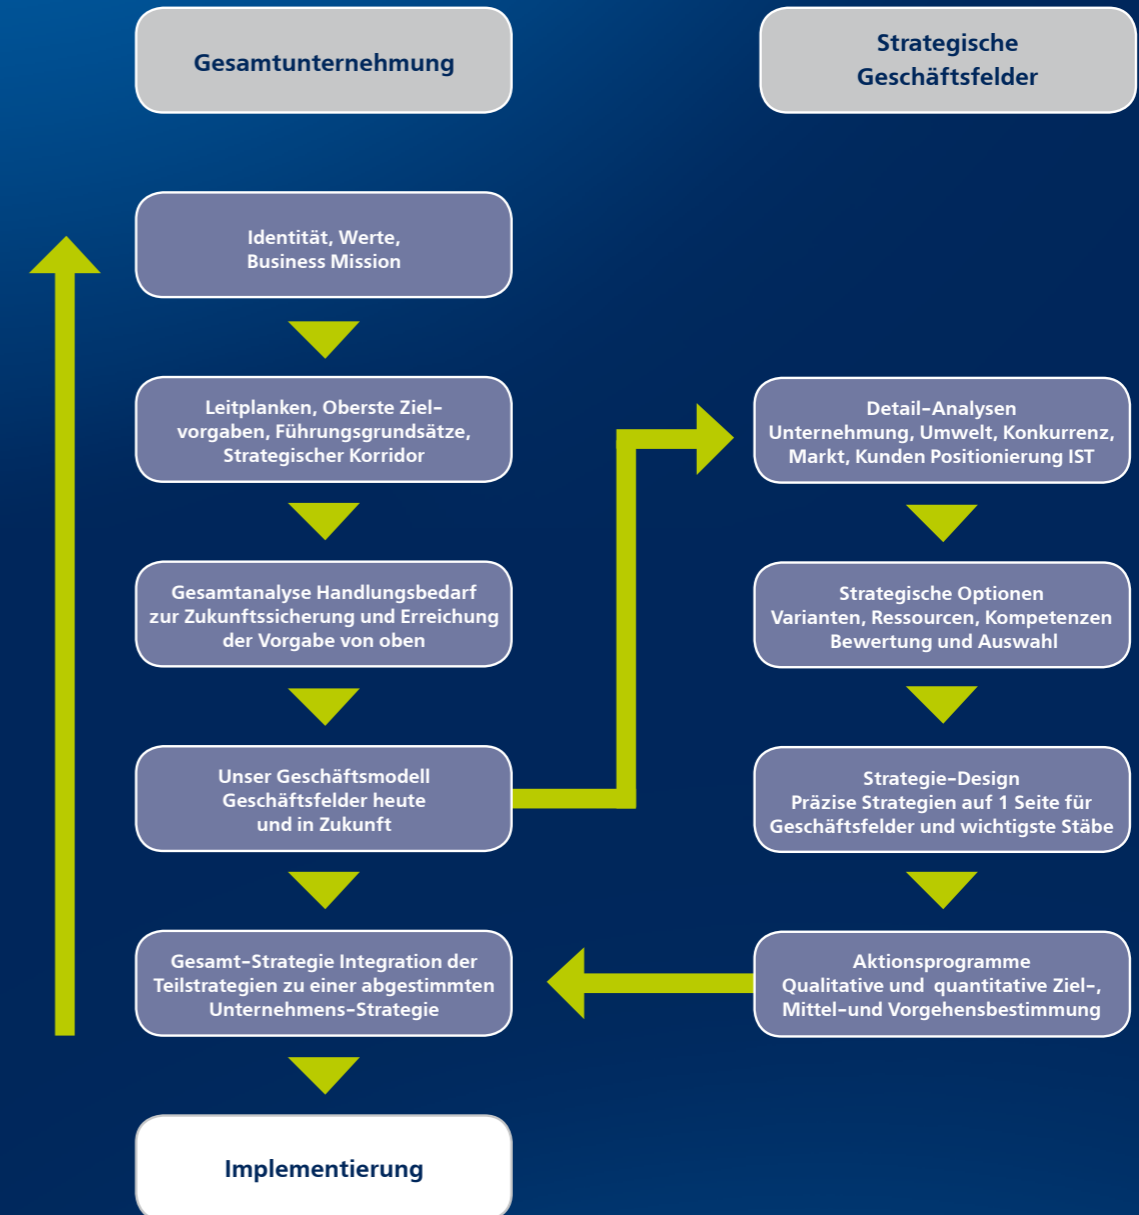 Gesamtunternehmung
Strategische
Geschäftsfelder
Identität, Werte,
Business Mission
Leitplanken, Oberste Ziel-
vorgaben, Führungsgrundsätze,
Strategischer Korridor
Gesamtanalyse Handlungsbedarf
zur Zukunftssicherung und Erreichung
der Vorgabe von oben
Unser Geschäftsmodell
Geschäftsfelder heute
und in Zukunft
Detail-Analysen
Unternehmung, Umwelt, Konkurrenz,
Markt, Kunden Positionierung IST
Strategische Optionen
Varianten, Ressourcen, Kompetenzen
Bewertung und Auswahl
Strategie-Design
Präzise Strategien auf 1 Seite für
Geschäftsfelder und wichtigste Stäbe
Aktionsprogramme
Qualitative und quantitative Ziel-,
Mittel-und Vorgehensbestimmung
Gesamt-Strategie Integration der
Teilstrategien zu einer abgestimmten
Unternehmens-Strategie
Implementierung